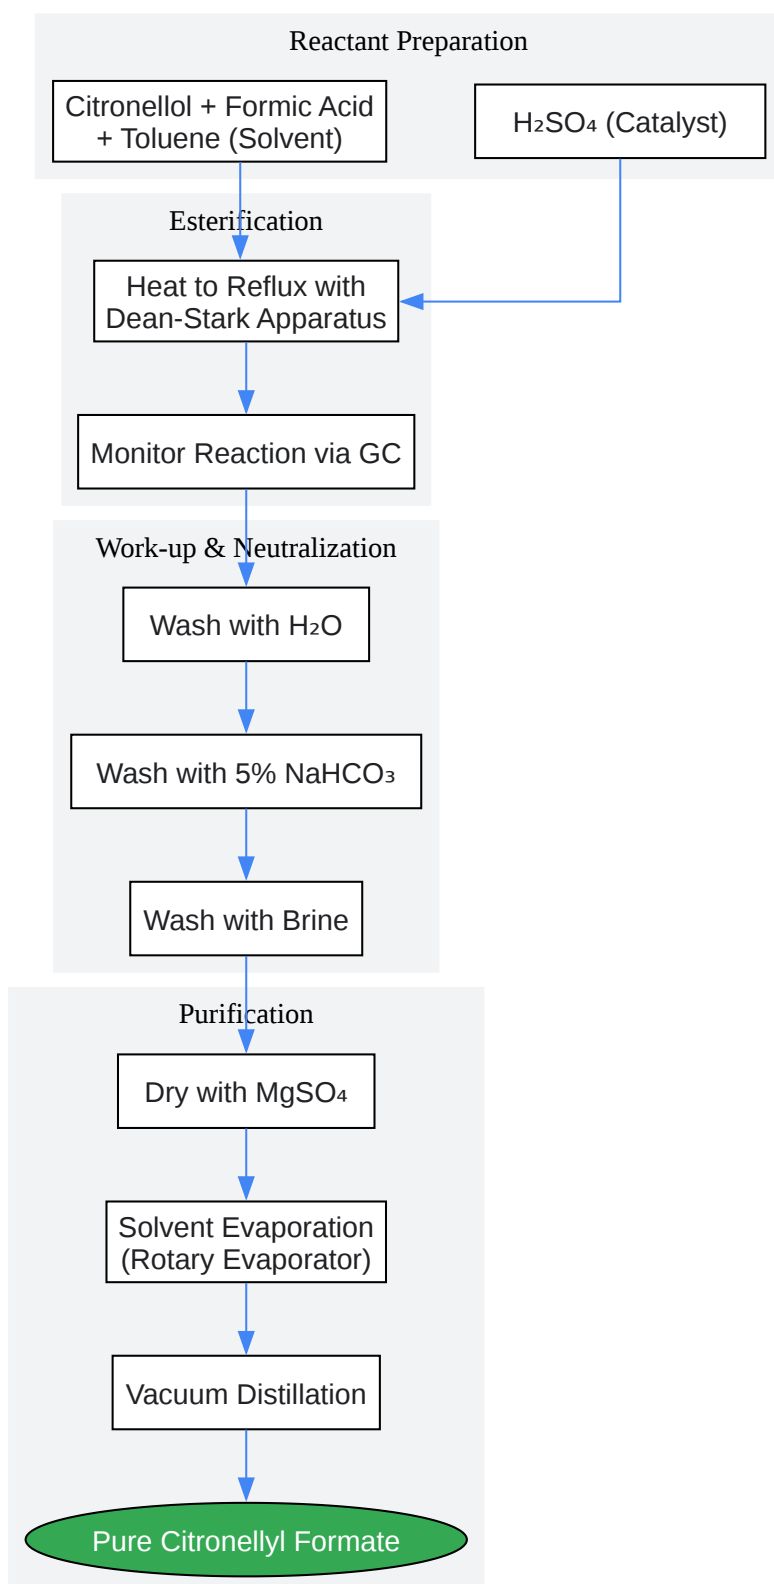 Reactant Preparation
Citronellol + Formic Acid
+ Toluene (Solvent)
H₂SO₄ (Catalyst)
Esterification
Heat to Reflux with
Dean-Stark Apparatus
Monitor Reaction via GC
Work-up & Neutralization
Wash with H₂O
Wash with 5% NaHCO₃
Wash with Brine
Purification
Dry with MgSO₄
Solvent Evaporation
(Rotary Evaporator)
Vacuum Distillation
Pure Citronellyl Formate